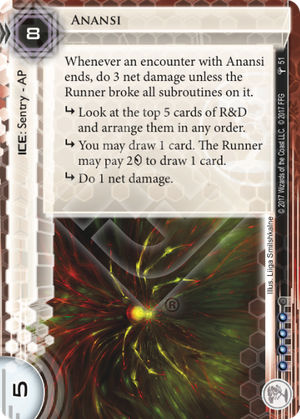 8
ANANSI
ICE: Sentry - AP
Whenever an encounter with Anansi
ends, do 3 net damage unless the
Runner broke all subroutines on it.
↳ Look at the top 5 cards of R&D
and arrange them in any order.
↳ You may draw 1 card. The Runner
may pay 2 to draw 1 card.
↳ Do 1 net damage.
51
© 2017 Wizards of the Coast LLC. © 2017 FFG
Illus. Liiga Smilshkalne
®
5